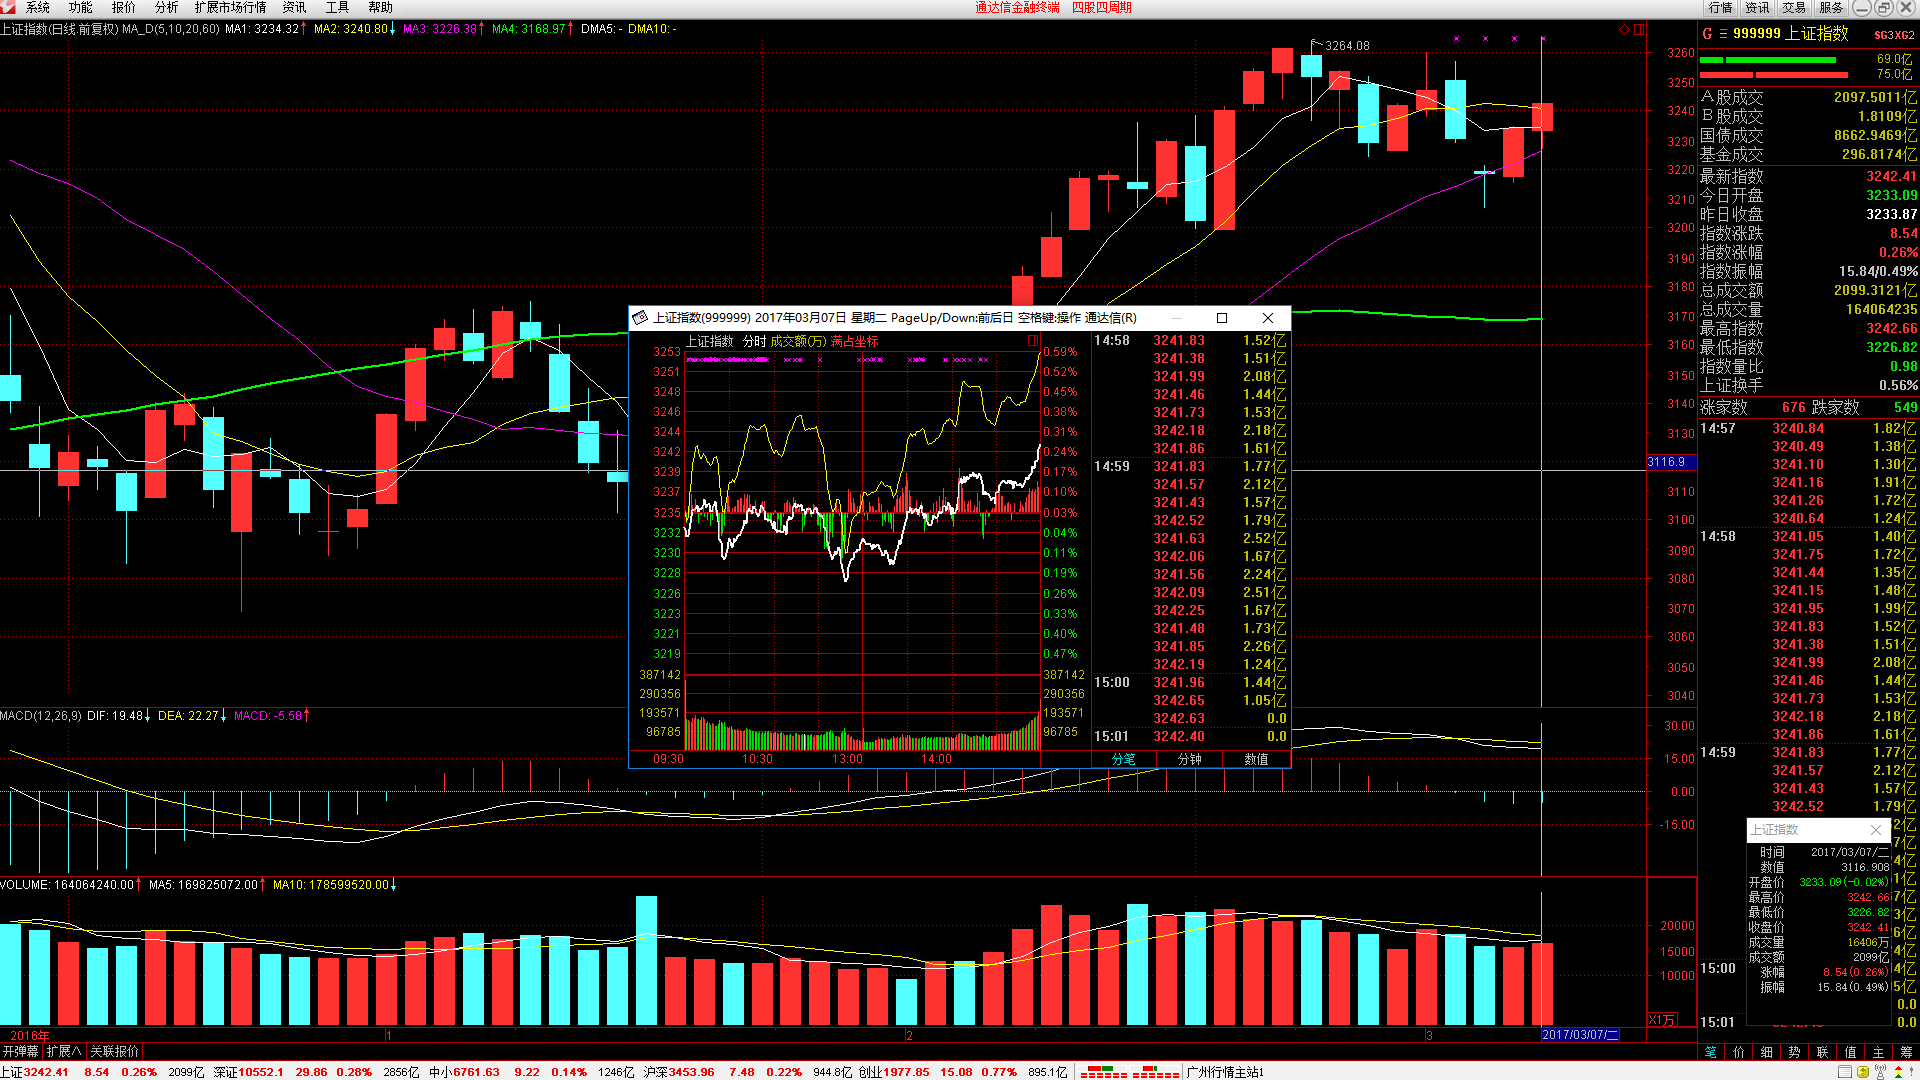 系统 功能 报价 分析 扩展市场行情 资讯 工具 帮助 通达信金融终端 四股四周期 行情 资讯 交易 服务
上证指数(日线.前复权) MA_D(5,10,20,60) MA1: 3234.32↑ MA2: 3240.80↓ MA3: 3226.38↑ MA4: 3168.97↑ DMA5: - DMA10: -
3264.08
3260
3250
3240
3230
3220
3210
3200
3190
3180
3170
3160
3150
3140
3130
3116.9
3110
3100
3090
3080
3070
3060
3050
3040
上证指数(999999) 2017年03月07日 星期二 PageUp/Down:前后日 空格键:操作 通达信(R)
上证指数 分时 成交额(万) 满占坐标
3253 0.59%
3251 0.52%
3248 0.45%
3246 0.38%
3244 0.31%
3242 0.24%
3239 0.17%
3237 0.10%
3235 0.03%
3232 0.04%
3230 0.11%
3228 0.19%
3226 0.26%
3223 0.33%
3221 0.40%
3219 0.47%
387142 387142
290356 290356
193571 193571
96785 96785
09:30 10:30 13:00 14:00
14:58 3241.83 1.52亿
3241.38 1.51亿
3241.99 2.08亿
3241.46 1.44亿
3241.73 1.53亿
3242.18 2.18亿
3241.86 1.61亿
14:59 3241.83 1.77亿
3241.57 2.12亿
3241.43 1.57亿
3242.52 1.79亿
3241.63 2.52亿
3242.06 1.67亿
3241.56 2.24亿
3242.09 2.51亿
3242.25 1.67亿
3241.48 1.73亿
3241.85 2.26亿
3242.19 1.24亿
15:00 3241.96 1.44亿
3242.65 1.05亿
3242.63 0.0
15:01 3242.40 0.0
分笔 分钟 数值
MACD(12,26,9) DIF: 19.48↓ DEA: 22.27↓ MACD: -5.58↑
30.00
15.00
0.00
-15.00
VOLUME: 164064240.00↑ MA5: 169825072.00↑ MA10: 178599520.00↓
20000
15000
10000
X1万
2016年 1 2 3 2017/03/07/二
开弹幕 扩展∧ 关联报价
G 三 999999 上证指数 SG3XG2
69.0亿
75.0亿
A股成交 2097.5011亿
B股成交 1.8109亿
国债成交 8662.9469亿
基金成交 296.8174亿
最新指数 3242.41
今日开盘 3233.09
昨日收盘 3233.87
指数涨跌 8.54
指数涨幅 0.26%
指数振幅 15.84/0.49%
总成交额 2099.3121亿
总成交量 164064235
最高指数 3242.66
最低指数 3226.82
指数量比 0.98
上证换手 0.56%
涨家数 676 跌家数 549
14:57 3240.84 1.82亿
3240.49 1.38亿
3241.10 1.30亿
3241.16 1.91亿
3241.26 1.72亿
3240.64 1.24亿
14:58 3241.05 1.40亿
3241.75 1.72亿
3241.44 1.35亿
3241.15 1.48亿
3241.95 1.99亿
3241.83 1.52亿
3241.38 1.51亿
3241.99 2.08亿
3241.46 1.44亿
3241.73 1.53亿
3242.18 2.18亿
3241.86 1.61亿
14:59 3241.83 1.77亿
3241.57 2.12亿
3241.43 1.57亿
3242.52 1.79亿
上证指数
时间 2017/03/07/二
数值 3116.908
开盘价 3233.09(-0.02%)
最高价 3242.66
最低价 3226.82
收盘价 3242.41
成交量 16406万
成交额 2099亿
涨幅 8.54(0.26%)
振幅 15.84(0.49%)
15:00
0.0
15:01 0.0
笔 价 细 势 联 值 主 筹
上证3242.41 8.54 0.26% 2099亿 深证10552.1 29.86 0.28% 2856亿 中小6761.63 9.22 0.14% 1246亿 沪深3453.96 7.48 0.22% 944.8亿 创业1977.85 15.08 0.77% 895.1亿 广州行情主站1